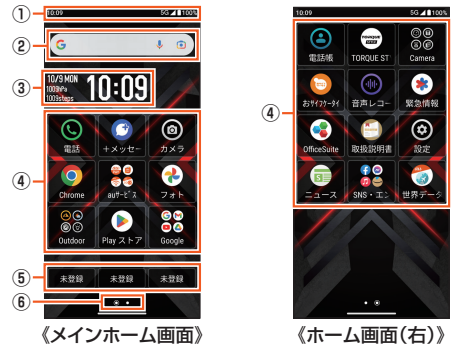 ① 10:09 5G 100%
②
③ 10/9 MON 10:09
1009hPa
1009steps
④
電話 +メッセー カメラ
Chrome auサービス フォト
Outdoor Play ストア Google
⑤ 未登録 未登録 未登録
⑥
《メインホーム画面》
10:09 5G 100%
④
電話帳 TORQUE ST Camera
おサイフケータイ 音声レコー 緊急情報
OfficeSuite 取扱説明書 設定
ニュース SNS・エン 世界データ
《ホーム画面(右)》